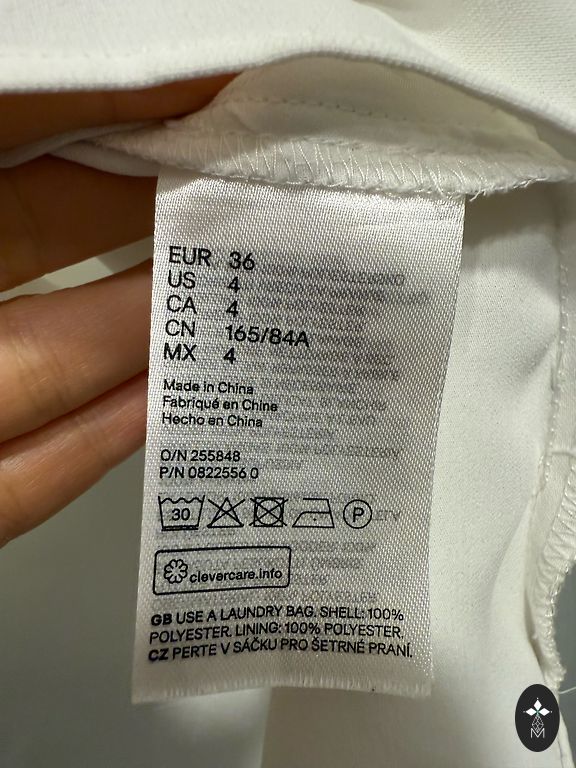 EUR 36
US 4
CA 4
CN 165/84A
MX 4
Made in China
Fabriqué en Chine
Hecho en China
O/N 255848
P/N 0822556.0
30
P
clevercare.info
GB USE A LAUNDRY BAG. SHELL: 100%
POLYESTER. LINING: 100% POLYESTER.
CZ PERTE V SÁČKU PRO ŠETRNÉ PRANÍ.
M